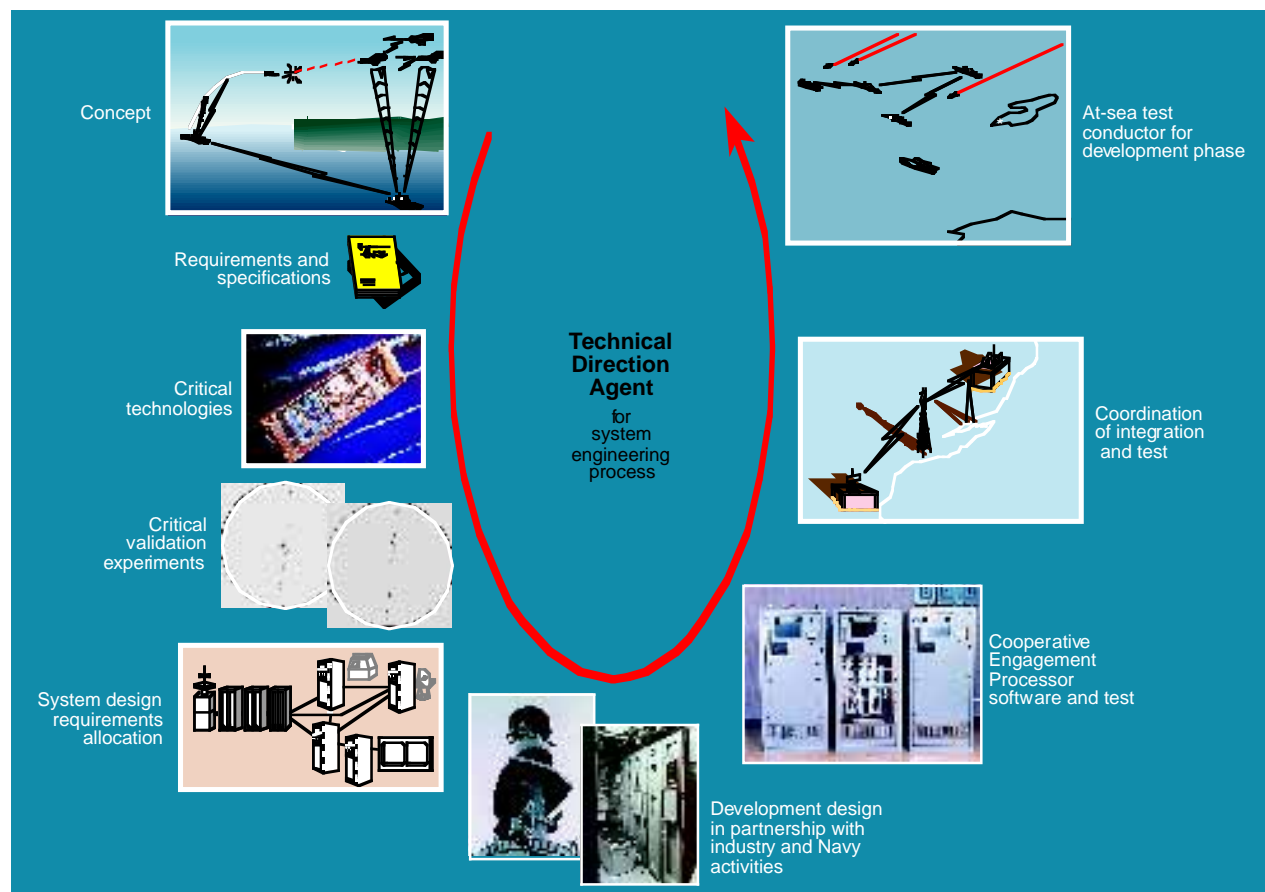 Concept
Requirements and
specifications
Critical
technologies
Critical
validation
experiments
System design
requirements
allocation
Technical
Direction
Agent
for
system
engineering
process
Development design
in partnership with
industry and Navy
activities
Cooperative
Engagement
Processor
software and test
Coordination
of integration
and test
At-sea test
conductor for
development phase